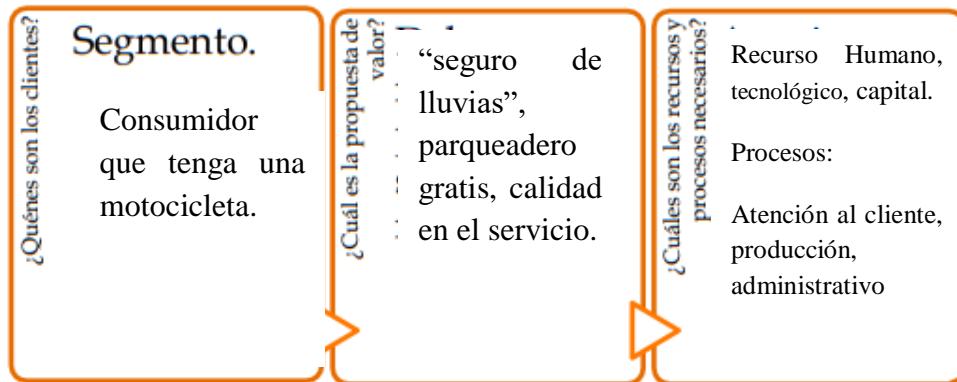 ¿Quénes son los clientes?
Segmento.
Consumidor
que tenga una
motocicleta.
¿Cuál es la propuesta de
valor?
“seguro de
lluvias”,
parqueadero
gratis, calidad
en el servicio.
¿Cuáles son los recursos y
procesos necesarios?
Recurso Humano,
tecnológico, capital.
Procesos:
Atención al cliente,
producción,
administrativo